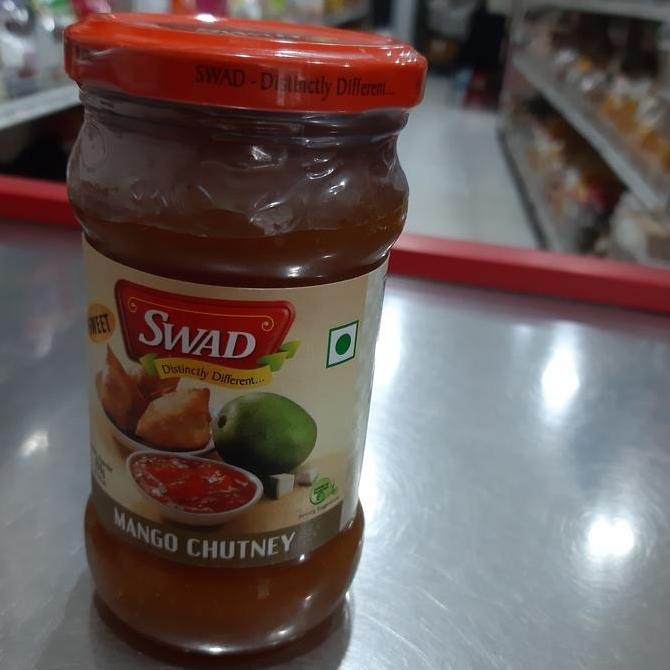 SWAD - Distinctly Different...
SWEET
SWAD
Distinctly Different...
MANGO CHUTNEY